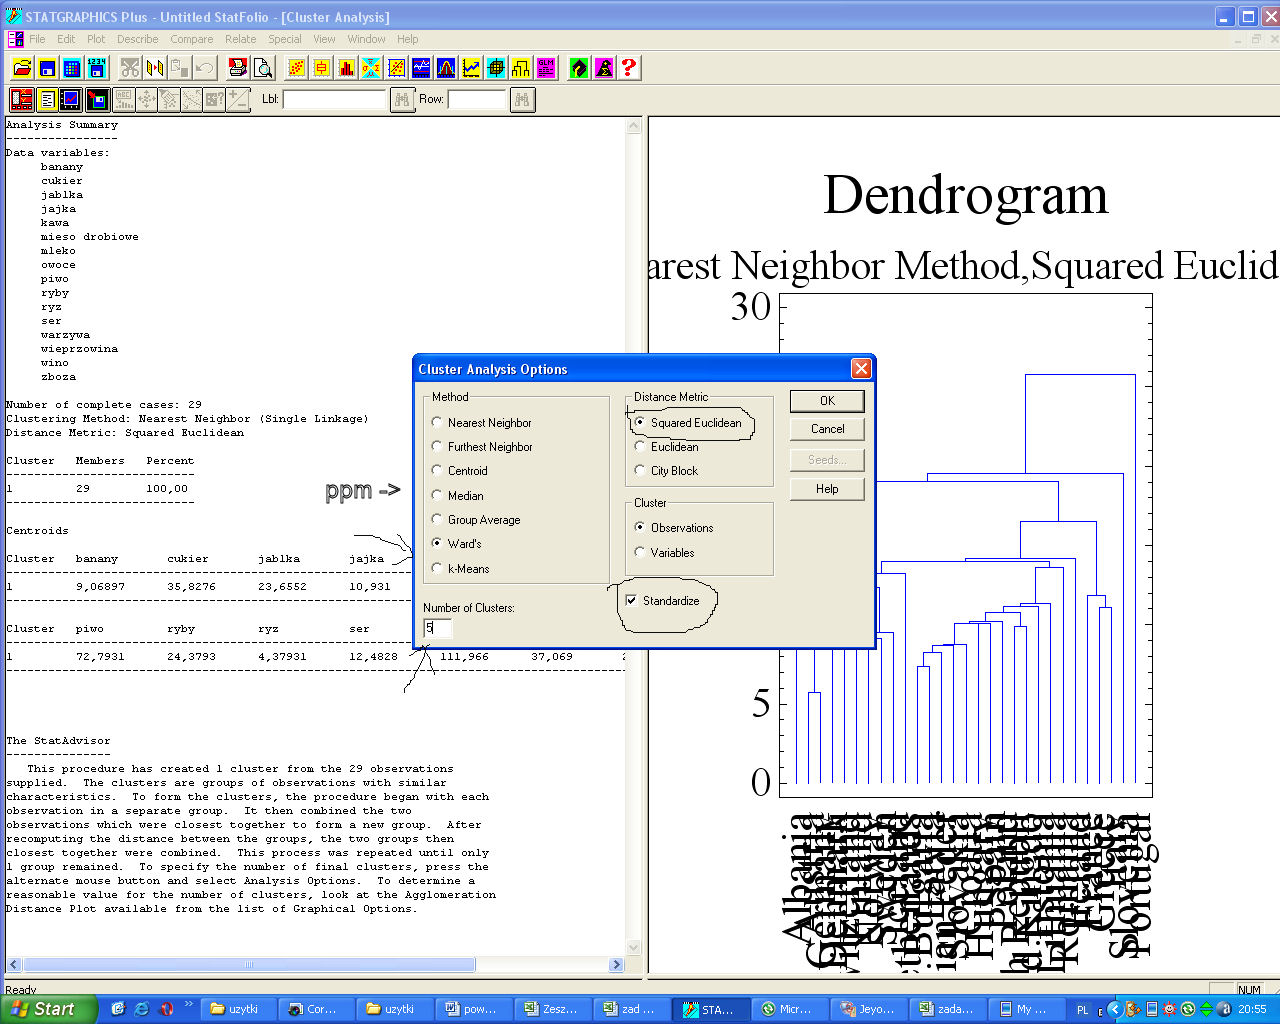 STATGRAPHICS Plus - Untitled StatFolio - [Cluster Analysis]
File Edit Plot Describe Compare Relate Special View Window Help
Lbl: Row:
Analysis Summary
Data variables:
banany
cukier
jablka
jajka
kawa
mieso drobiowe
mleko
owoce
piwo
ryby
ryz
ser
warzywa
wieprzowina
wino
zboza
Number of complete cases: 29
Clustering Method: Nearest Neighbor (Single Linkage)
Distance Metric: Squared Euclidean
Cluster Members Percent
1 29 100,00
Centroids
Cluster banany cukier jablka jajka
1 9,06897 35,8276 23,6552 10,931
Cluster piwo ryby ryz ser
1 72,7931 24,3793 4,37931 12,4828 111,966 37,069
The StatAdvisor
This procedure has created 1 cluster from the 29 observations
supplied. The clusters are groups of observations with similar
characteristics. To form the clusters, the procedure began with each
observation in a separate group. It then combined the two
observations which were closest together to form a new group. After
recomputing the distance between the groups, the two groups then
closest together were combined. This process was repeated until only
1 group remained. To specify the number of final clusters, press the
alternate mouse button and select Analysis Options. To determine a
reasonable value for the number of clusters, look at the Agglomeration
Distance Plot available from the list of Graphical Options.
ppm ->
Cluster Analysis Options
Method
Nearest Neighbor
Furthest Neighbor
Centroid
Median
Group Average
Ward's
k-Means
Number of Clusters:
5
Distance Metric
Squared Euclidean
Euclidean
City Block
Cluster
Observations
Variables
Standardize
OK
Cancel
Seeds...
Help
Dendrogram
arest Neighbor Method,Squared Euclid
30
5
0
Albania
Portugal
Ready
NUM
Start uzytki Cor... uzytki pow... Zesz... zad ... STA... Micr... Jeyo... zada... My ... PL 20:55